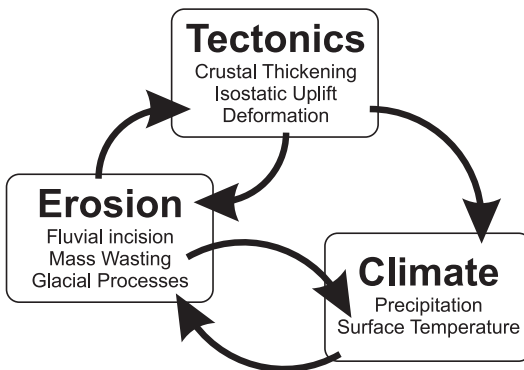 Tectonics
Crustal Thickening
Isostatic Uplift
Deformation
Erosion
Fluvial incision
Mass Wasting
Glacial Processes
Climate
Precipitation
Surface Temperature